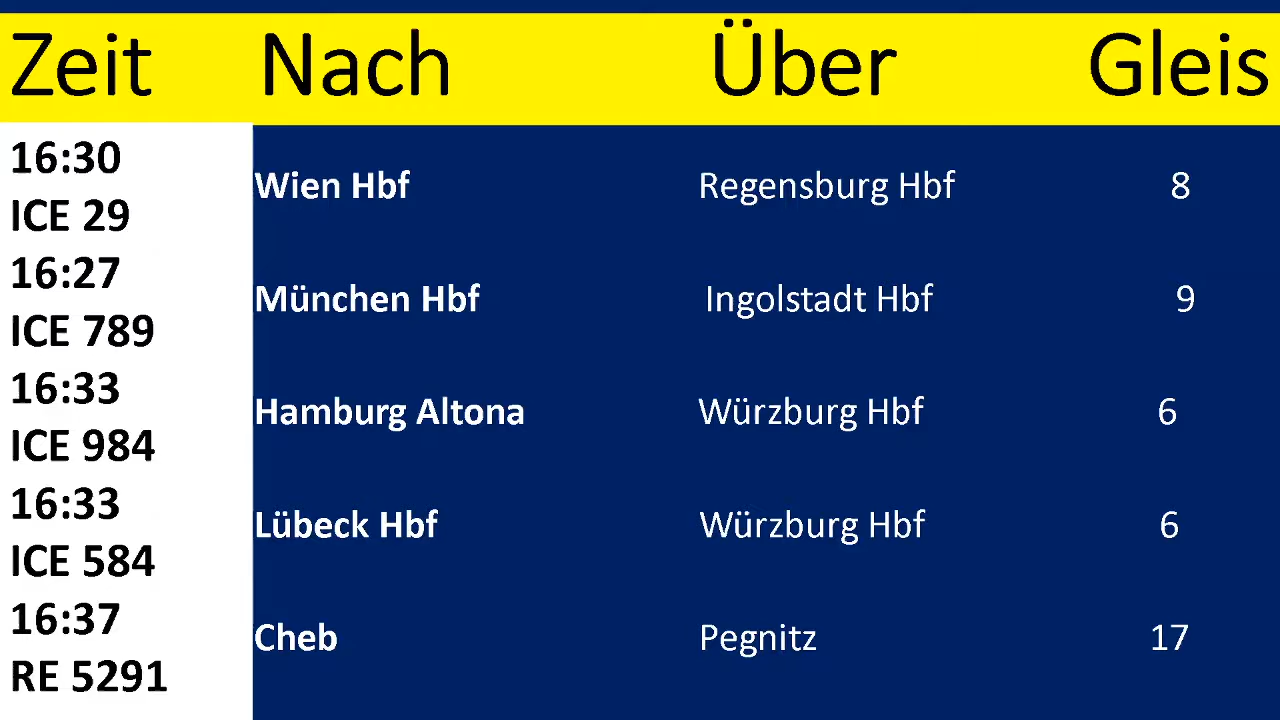 Zeit Nach Über Gleis
16:30
ICE 29 Wien Hbf Regensburg Hbf 8
16:27
ICE 789 München Hbf Ingolstadt Hbf 9
16:33
ICE 984 Hamburg Altona Würzburg Hbf 6
16:33
ICE 584 Lübeck Hbf Würzburg Hbf 6
16:37
RE 5291 Cheb Pegnitz 17